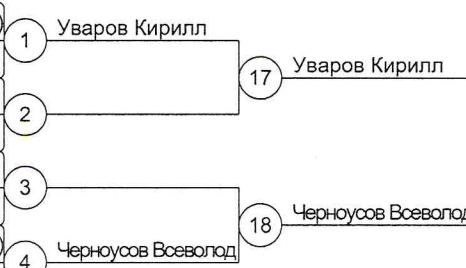 1 Уваров Кирилл
17 Уваров Кирилл
2
3
18 Черноусов Всеволод
4 Черноусов Всеволод